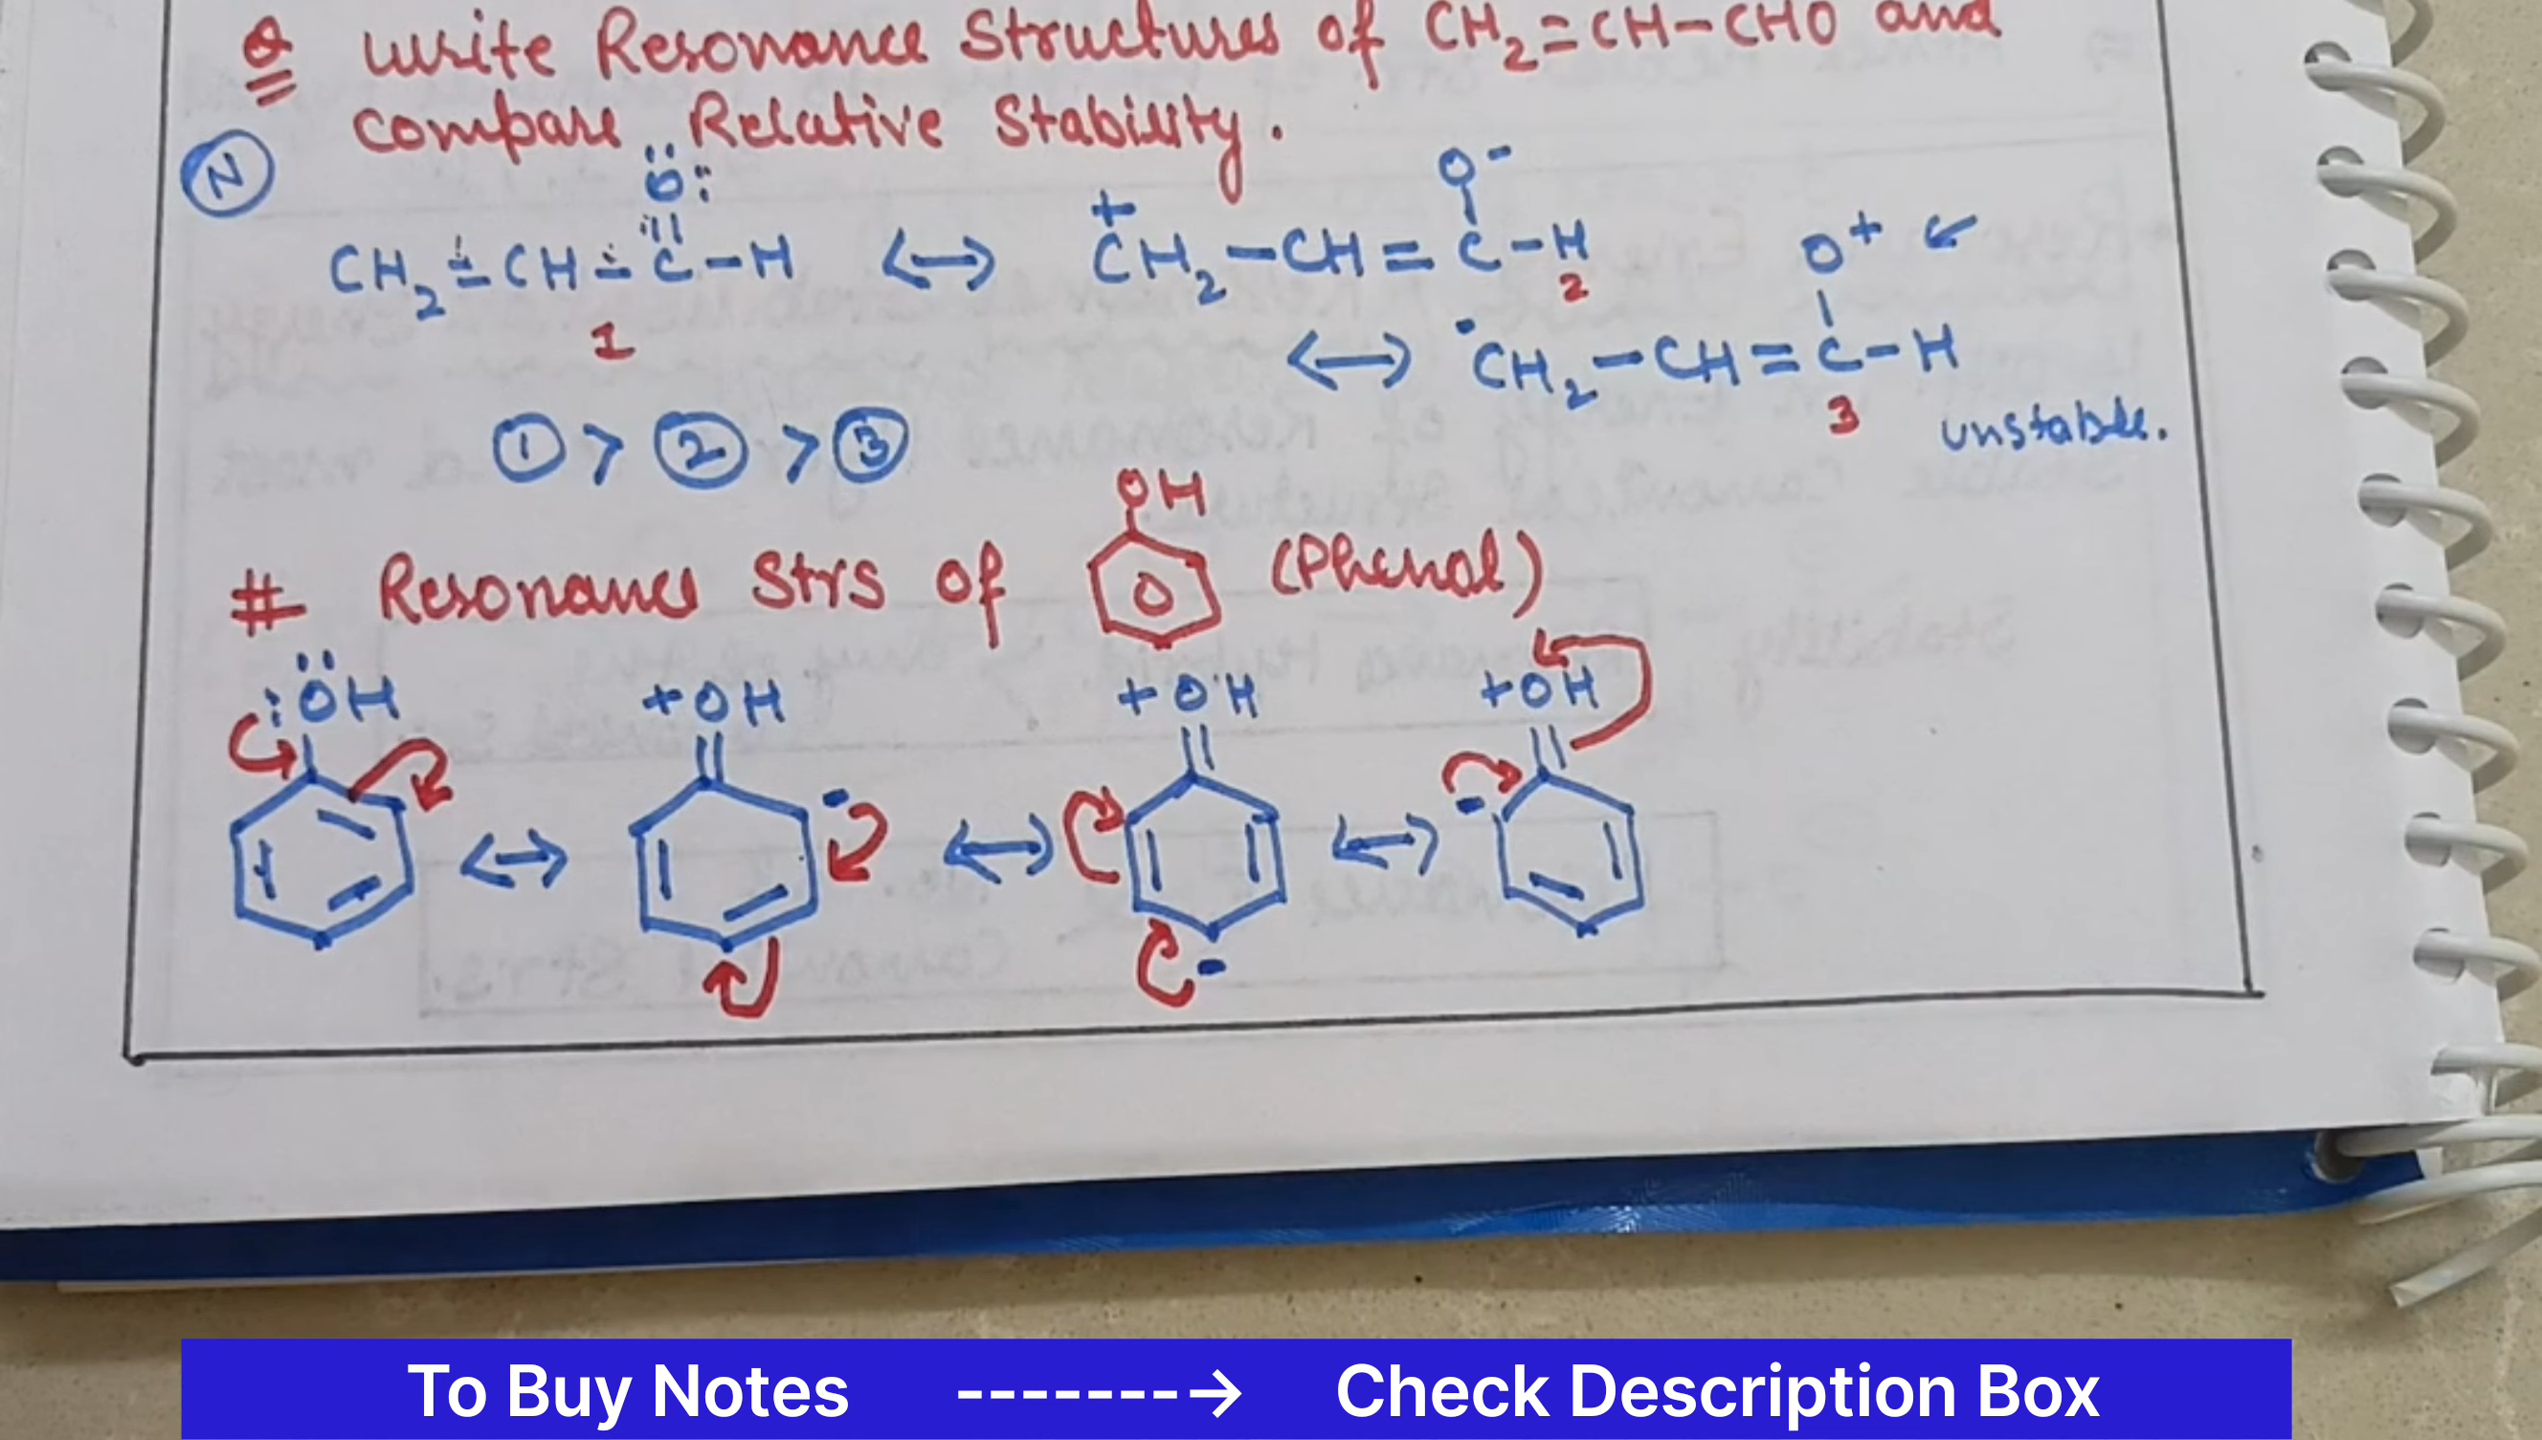 Q Write Resonance Structures of CH₂=CH-CHO and
compare Relative Stability.
N
CH₂=CH-C-H ↔ +CH₂-CH=C-H
Ö:
O-
1
2
↔ CH₂-CH=C-H
O+
3
unstable.
① > ② > ③
# Resonance Strs of OH (Phenol)
:ÖH +OH +OH +OH
↔ ↔ ↔
To Buy Notes -------→ Check Description Box